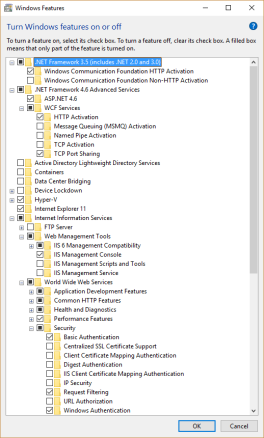 Windows Features
Turn Windows features on or off
To turn a feature on, select its check box. To turn a feature off, clear its check box. A filled box
means that only part of the feature is turned on.
.NET Framework 3.5 (includes .NET 2.0 and 3.0)
Windows Communication Foundation HTTP Activation
Windows Communication Foundation Non-HTTP Activation
.NET Framework 4.6 Advanced Services
ASP.NET 4.6
WCF Services
HTTP Activation
Message Queuing (MSMQ) Activation
Named Pipe Activation
TCP Activation
TCP Port Sharing
Active Directory Lightweight Directory Services
Containers
Data Center Bridging
Device Lockdown
Hyper-V
Internet Explorer 11
Internet Information Services
FTP Server
Web Management Tools
IIS 6 Management Compatibility
IIS Management Console
IIS Management Scripts and Tools
IIS Management Service
World Wide Web Services
Application Development Features
Common HTTP Features
Health and Diagnostics
Performance Features
Security
Basic Authentication
Centralized SSL Certificate Support
Client Certificate Mapping Authentication
Digest Authentication
IIS Client Certificate Mapping Authentication
IP Security
Request Filtering
URL Authorization
Windows Authentication
OK
Cancel